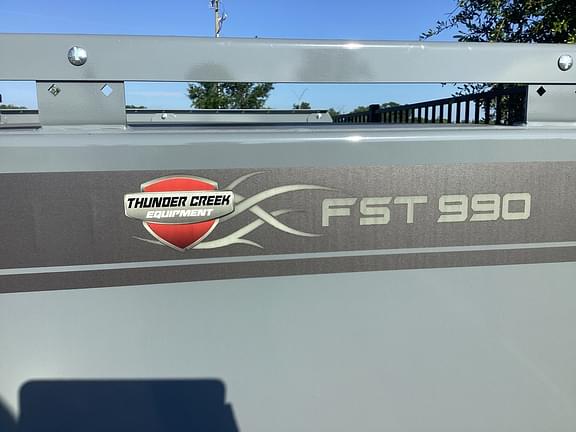 THUNDER CREEK
EQUIPMENT
FST 990